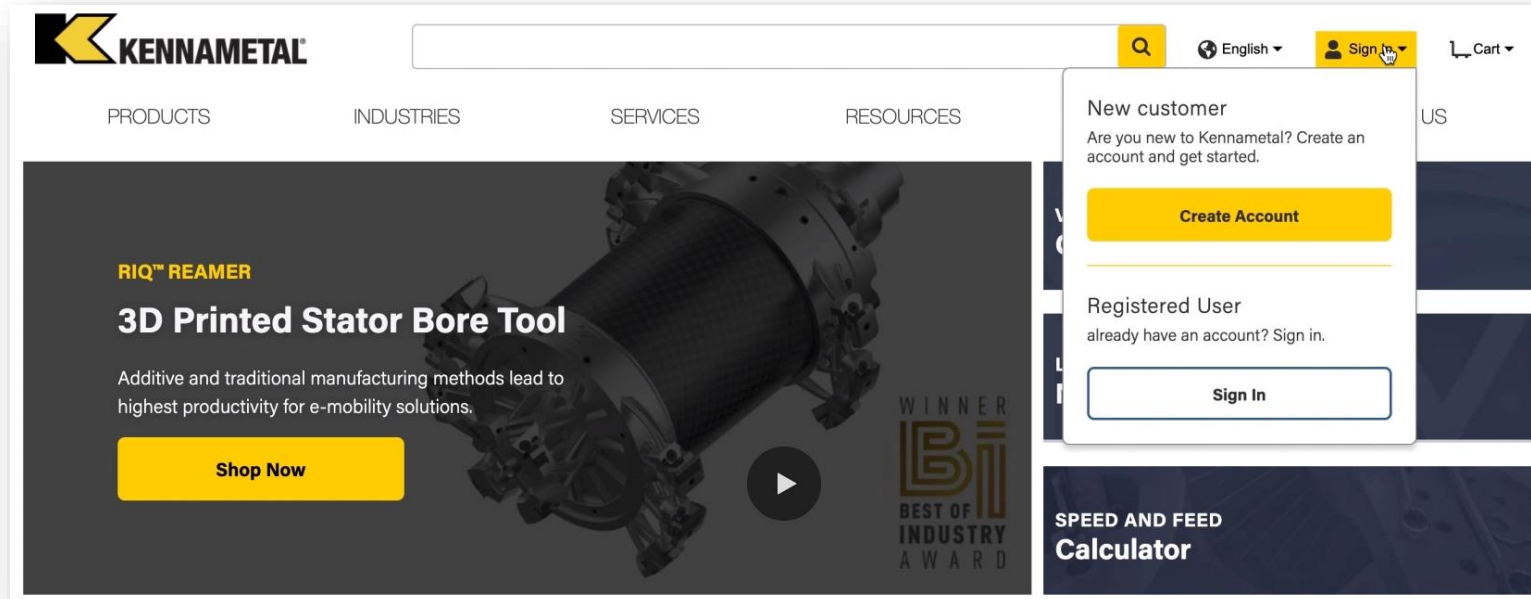 KENNAMETAL®
English
Sign In
Cart
PRODUCTS
INDUSTRIES
SERVICES
RESOURCES
US
New customer
Are you new to Kennametal? Create an
account and get started.
Create Account
Registered User
already have an account? Sign in.
Sign In
RIQ™ REAMER
3D Printed Stator Bore Tool
Additive and traditional manufacturing methods lead to
highest productivity for e-mobility solutions.
Shop Now
WINNER
Bi
BEST OF
INDUSTRY
AWARD
SPEED AND FEED
Calculator